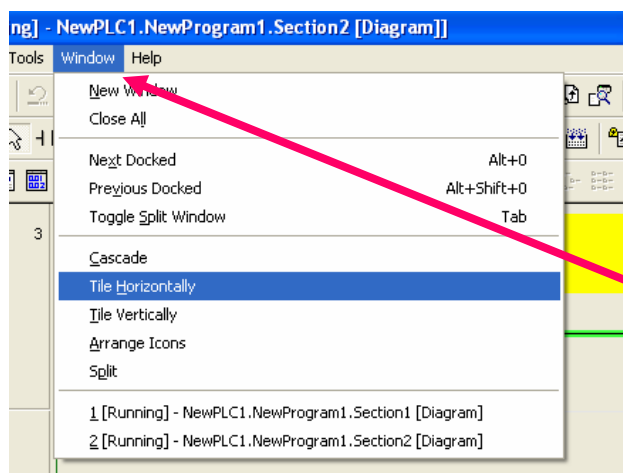 ng] - NewPLC1.NewProgram1.Section2 [Diagram]]
Tools Window Help
New Window
Close All
Next Docked Alt+0
Previous Docked Alt+Shift+0
Toggle Split Window Tab
3
Cascade
Tile Horizontally
Tile Vertically
Arrange Icons
Split
1 [Running] - NewPLC1.NewProgram1.Section1 [Diagram]
2 [Running] - NewPLC1.NewProgram1.Section2 [Diagram]